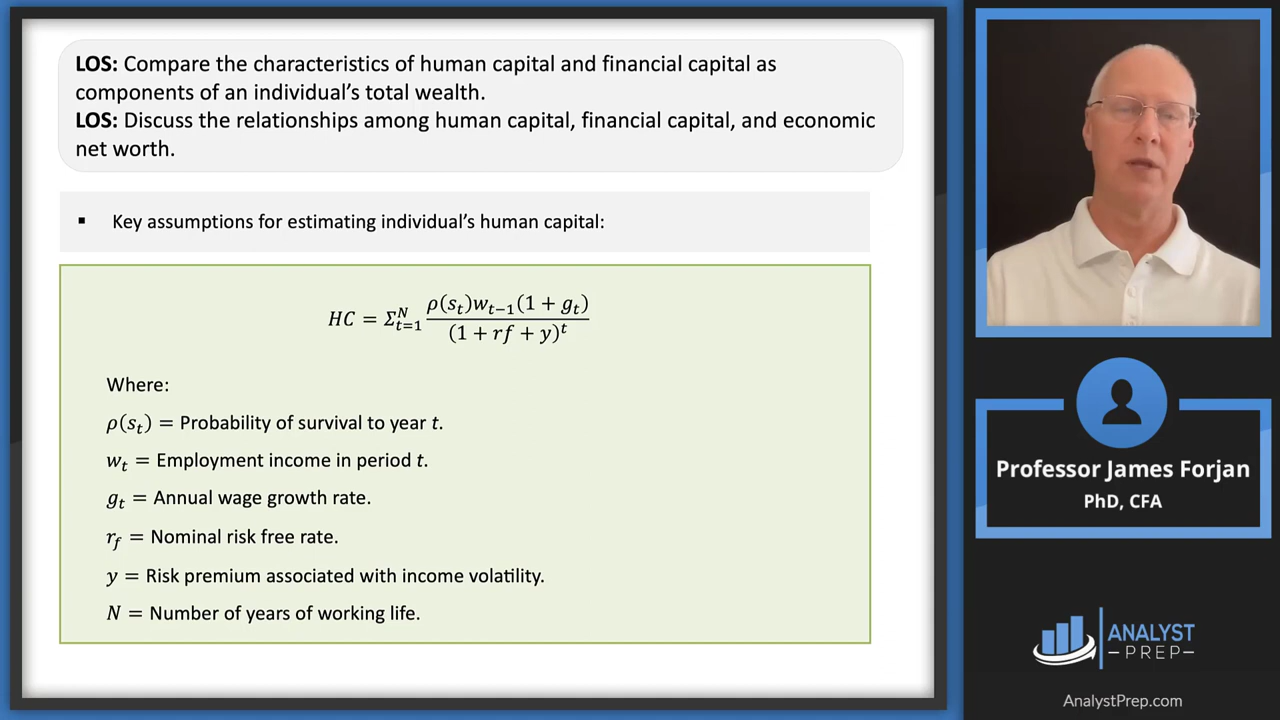 LOS: Compare the characteristics of human capital and financial capital as
components of an individual’s total wealth.
LOS: Discuss the relationships among human capital, financial capital, and economic
net worth.
▪ Key assumptions for estimating individual’s human capital:
HC = Σ_{t=1}^{N} ρ(s_t)w_{t−1}(1 + g_t) / (1 + rf + y)^t
Where:
ρ(s_t) = Probability of survival to year t.
w_t = Employment income in period t.
g_t = Annual wage growth rate.
r_f = Nominal risk free rate.
y = Risk premium associated with income volatility.
N = Number of years of working life.
Professor James Forjan
PhD, CFA
ANALYST
–PREP–
AnalystPrep.com